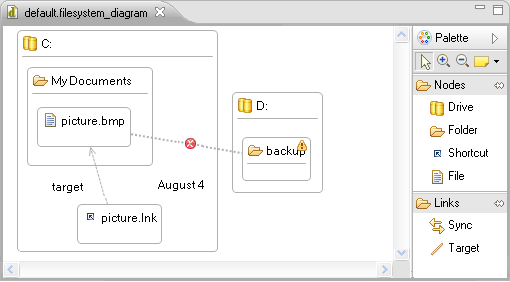 default.filesystem_diagram
C:
My Documents
picture.bmp
target
August 4
picture.lnk
D:
backup
Palette
Nodes
Drive
Folder
Shortcut
File
Links
Sync
Target